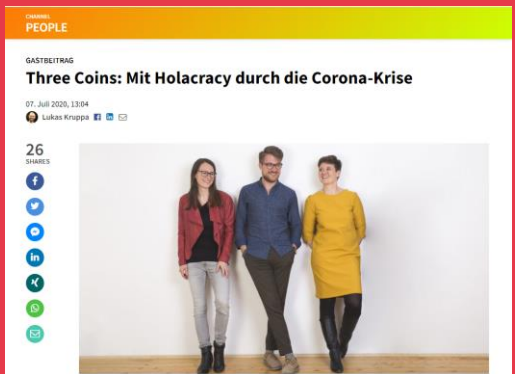 CHANNEL
PEOPLE
GASTBEITRAG
Three Coins: Mit Holacracy durch die Corona-Krise
07. Juli 2020, 13:04
Lukas Kruppa
26
SHARES